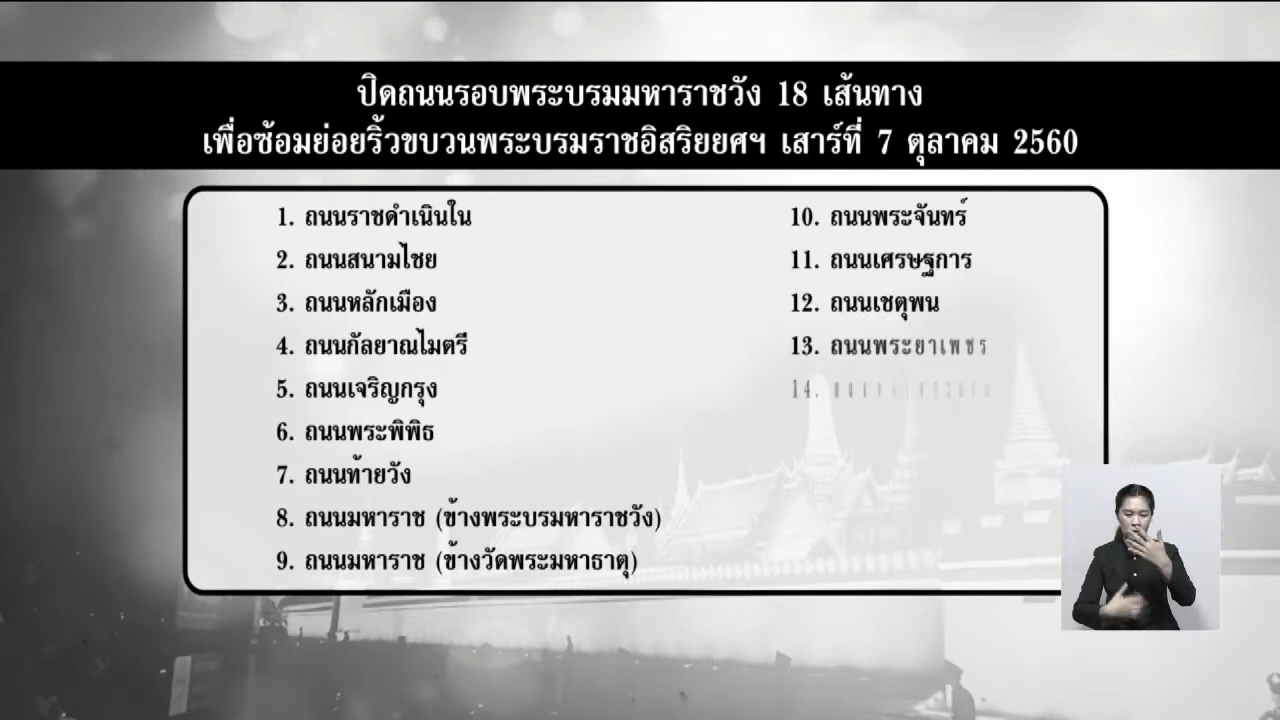 ปิดถนนรอบพระบรมมหาราชวัง 18 เส้นทาง
เพื่อซ้อมย่อยริ้วขบวนพระบรมราชอิสริยยศฯ เสาร์ที่ 7 ตุลาคม 2560
1. ถนนราชดำเนินใน
2. ถนนสนามไชย
3. ถนนหลักเมือง
4. ถนนกัลยาณไมตรี
5. ถนนเจริญกรุง
6. ถนนพระพิพิธ
7. ถนนท้ายวัง
8. ถนนมหาราช (ข้างพระบรมหาราชวัง)
9. ถนนมหาราช (ข้างวัดพระมหาธาตุ)
10. ถนนพระจันทร์
11. ถนนเศรษฐการ
12. ถนนเชตุพน
13. ถนนพระยาเพชร
14.